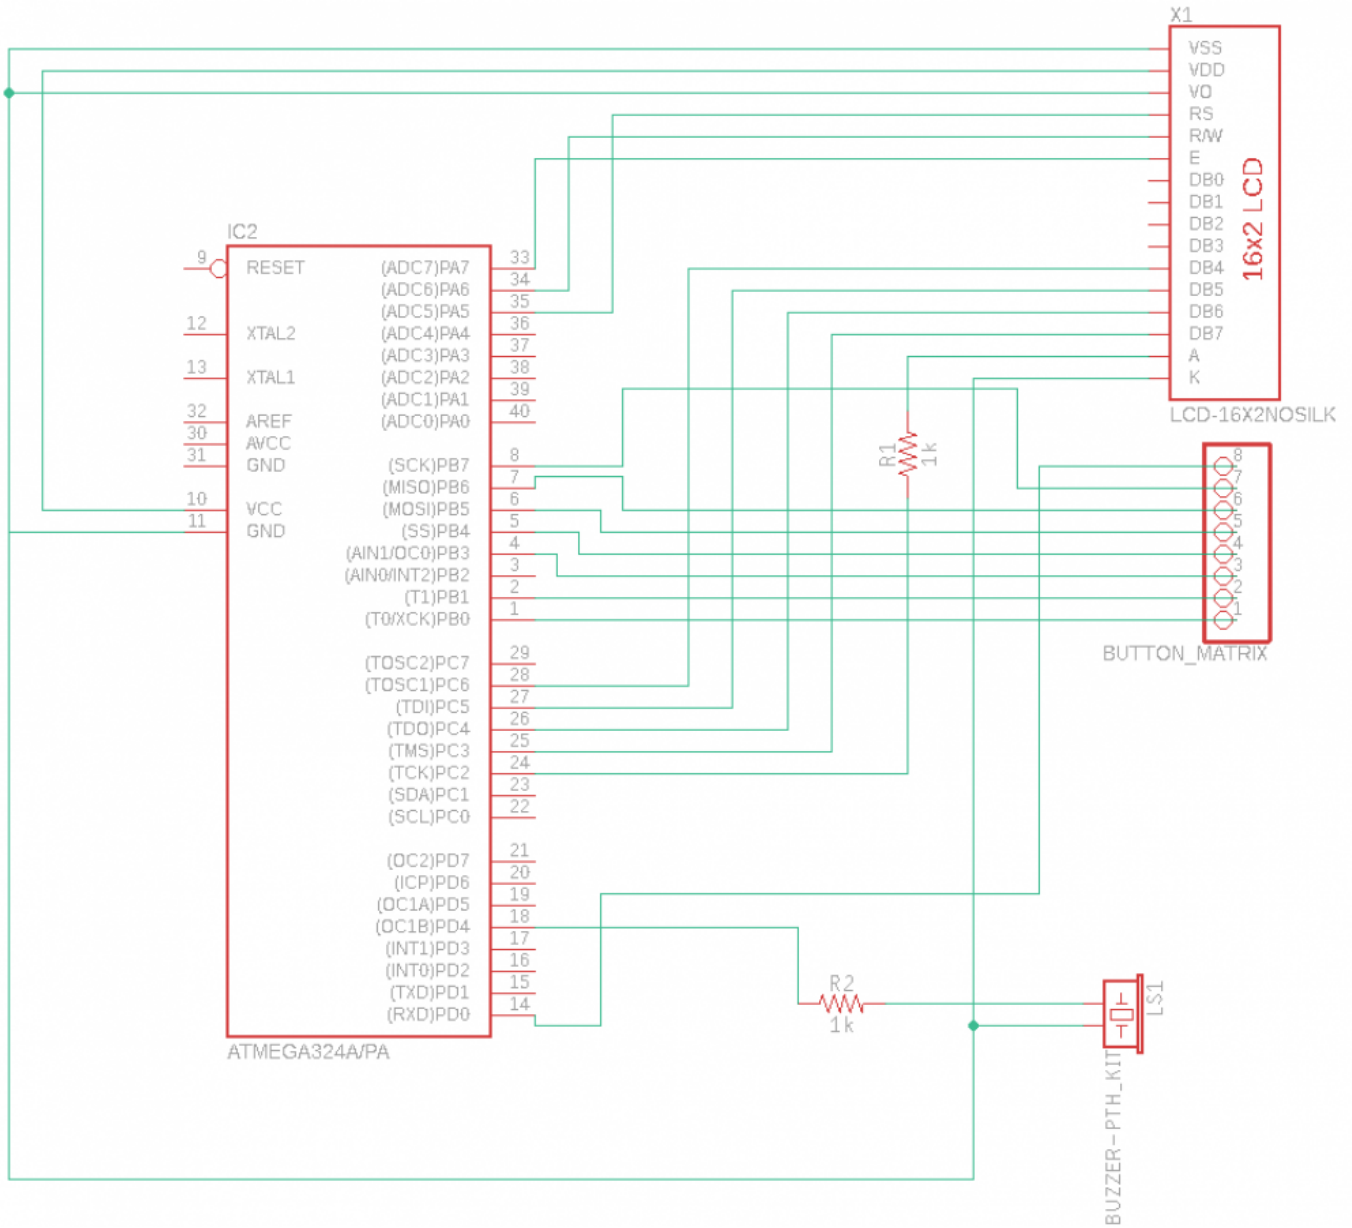 X1
VSS
VDD
VO
RS
R/W
E
DB0
DB1
DB2
DB3
DB4
DB5
DB6
DB7
A
K
16x2 LCD
LCD-16X2NOSILK
IC2
9 RESET
12 XTAL2
13 XTAL1
32 AREF
30 AVCC
31 GND
10 VCC
11 GND
(ADC7)PA7 33
(ADC6)PA6 34
(ADC5)PA5 35
(ADC4)PA4 36
(ADC3)PA3 37
(ADC2)PA2 38
(ADC1)PA1 39
(ADC0)PA0 40
(SCK)PB7 8
(MISO)PB6 7
(MOSI)PB5 6
(SS)PB4 5
(AIN1/OC0)PB3 4
(AIN0/INT2)PB2 3
(T1)PB1 2
(T0/XCK)PB0 1
(TOSC2)PC7 29
(TOSC1)PC6 28
(TDI)PC5 27
(TDO)PC4 26
(TMS)PC3 25
(TCK)PC2 24
(SDA)PC1 23
(SCL)PC0 22
(OC2)PD7 21
(ICP)PD6 20
(OC1A)PD5 19
(OC1B)PD4 18
(INT1)PD3 17
(INT0)PD2 16
(TXD)PD1 15
(RXD)PD0 14
ATMEGA324A/PA
R1
1k
8
7
6
5
4
3
2
1
BUTTON_MATRIX
R2
1k
LS1
BUZZER-PTH_KIT